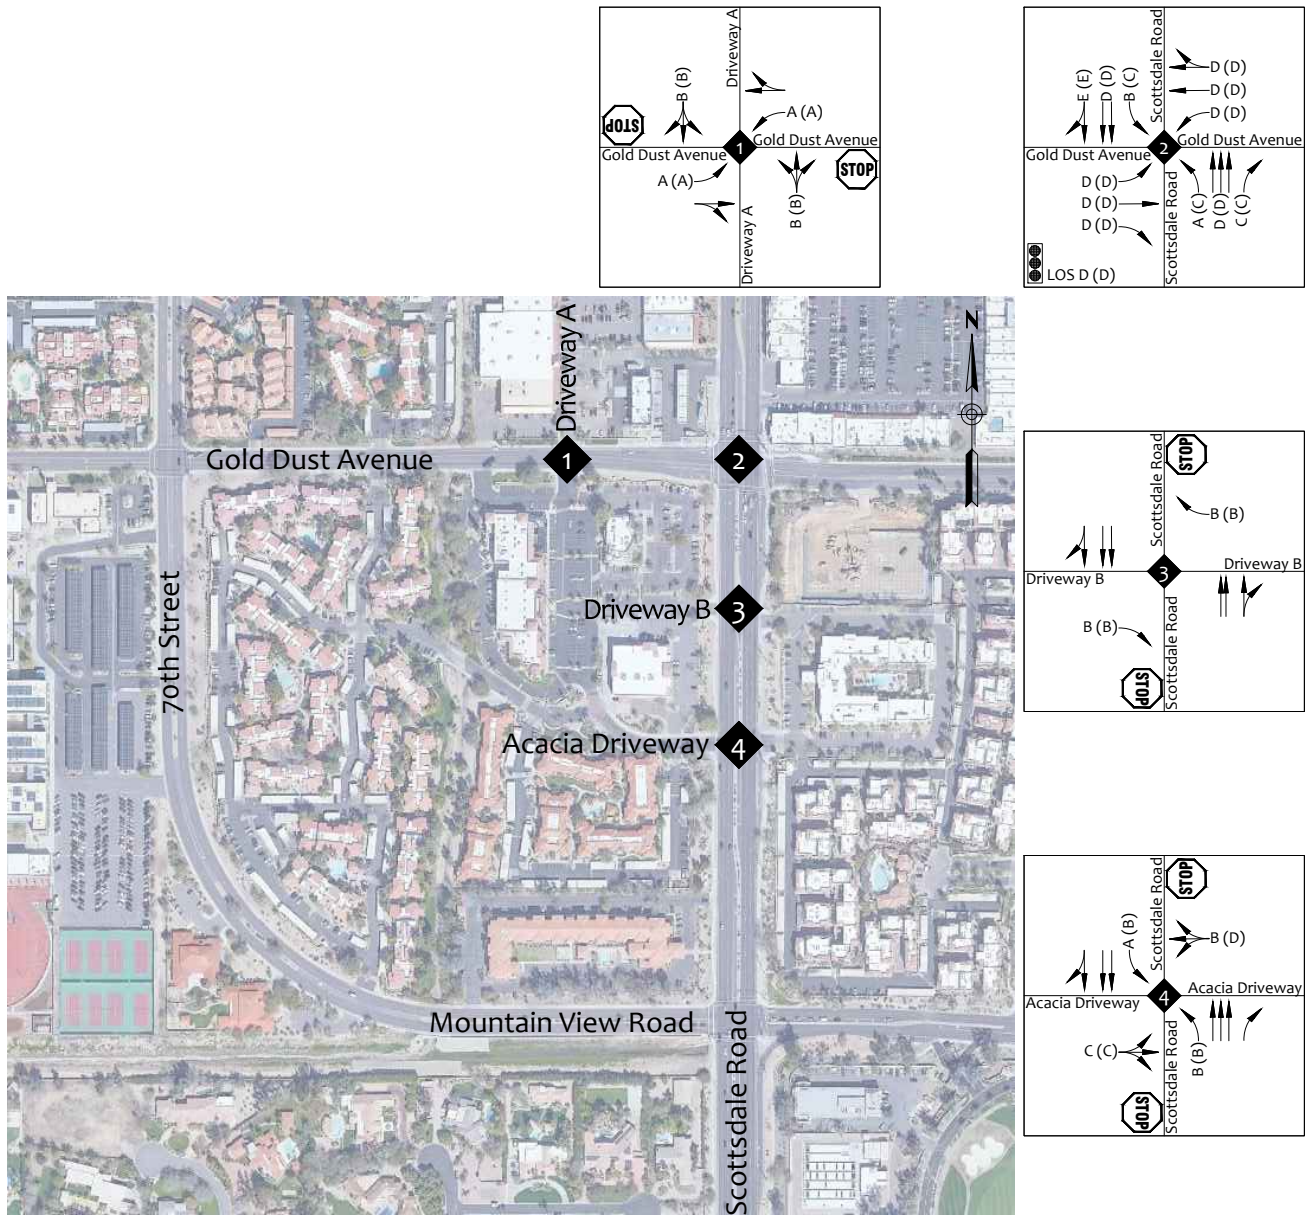 Driveway A
B (B)
STOP
A (A)
Gold Dust Avenue
1
Gold Dust Avenue
A (A)
STOP
B (B)
Driveway A
Scottsdale Road
E (E)
D (D)
B (C)
D (D)
D (D)
D (D)
Gold Dust Avenue
2
Gold Dust Avenue
D (D)
D (D)
D (D)
A (C)
D (D)
C (C)
Scottsdale Road
LOS D (D)
Driveway A
N
Gold Dust Avenue
1
2
70th Street
Driveway B
3
Acacia Driveway
4
Mountain View Road
Scottsdale Road
Scottsdale Road
STOP
B (B)
Driveway B
3
Driveway B
B (B)
STOP
Scottsdale Road
Scottsdale Road
STOP
A (B)
B (D)
Acacia Driveway
4
Acacia Driveway
C (C)
B (B)
STOP
Scottsdale Road